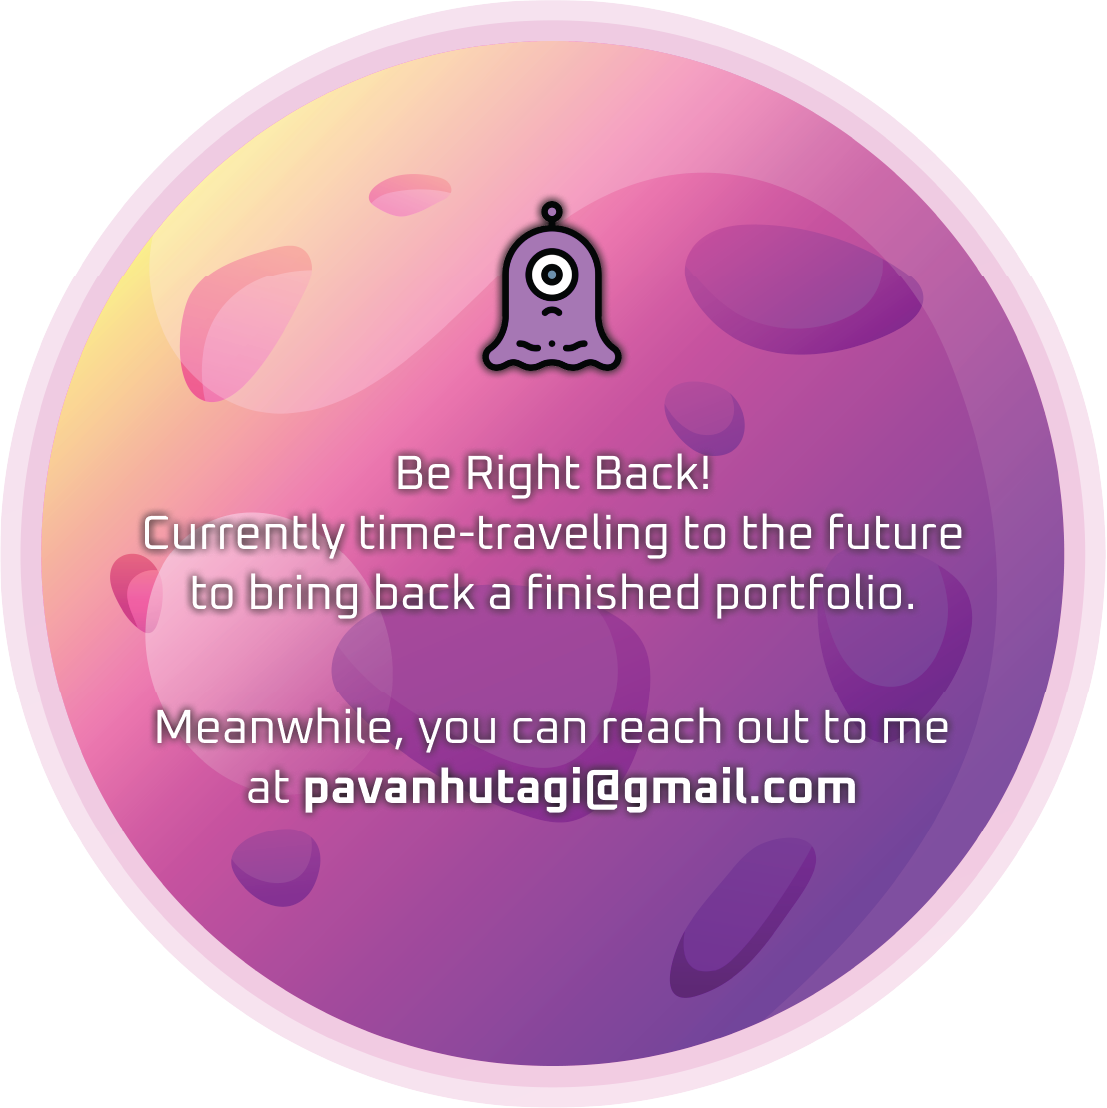 Be Right Back!
Currently time-traveling to the future
to bring back a finished portfolio.
Meanwhile, you can reach out to me
at pavanhutagi@gmail.com